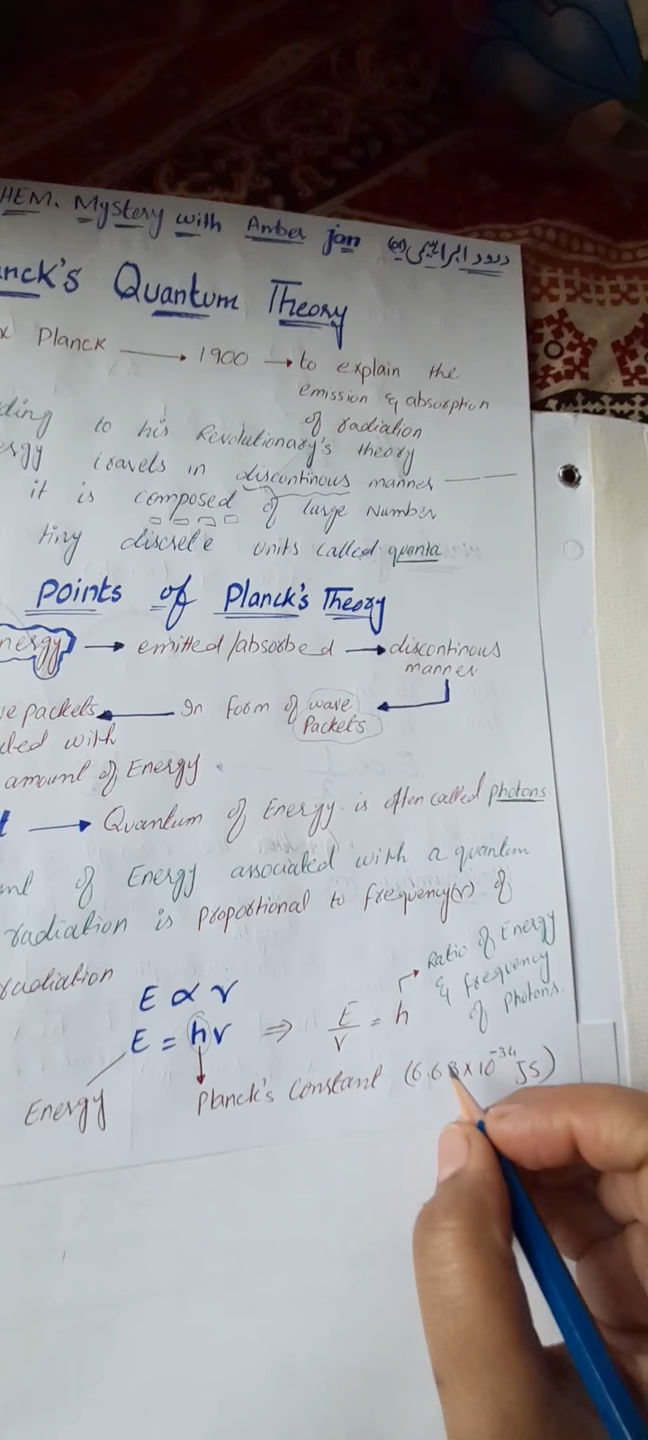 HEM. Mystery with Amber Jan درود ابراہیمی
nck's Quantum Theory
x Planck → 1900 → to explain the
emission & absorption
of radiation
ding to his Revolutionary's theory
ergy travels in discontinous manner
it is composed of large Number
tiny discrete units called quanta
Points of Planck's Theory
nergy → emitted/absorbed → discontinous
manner
ve packets ← In form of wave
Packets
ded with
amount of Energy
t → Quantum of Energy is often called photons
unt of Energy associated with a quantum
radiation is proportional to frequency(ν) of
radiation
E ∝ ν
E = hν ⇒ E/ν = h → Ratio of Energy
& frequency
of Photons.
Energy
Planck's Constant (6.63×10⁻³⁴ JS)